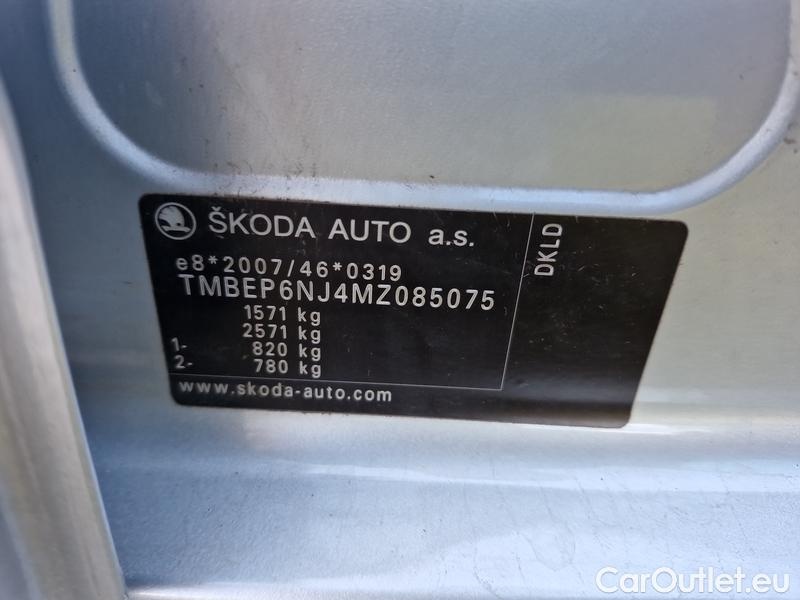 ŠKODA AUTO a.s.
e8*2007/46*0319
TMBEP6NJ4MZ085075
1571 kg
2571 kg
1- 820 kg
2- 780 kg
www.skoda-auto.com
DKLD
CarOutlet.eu